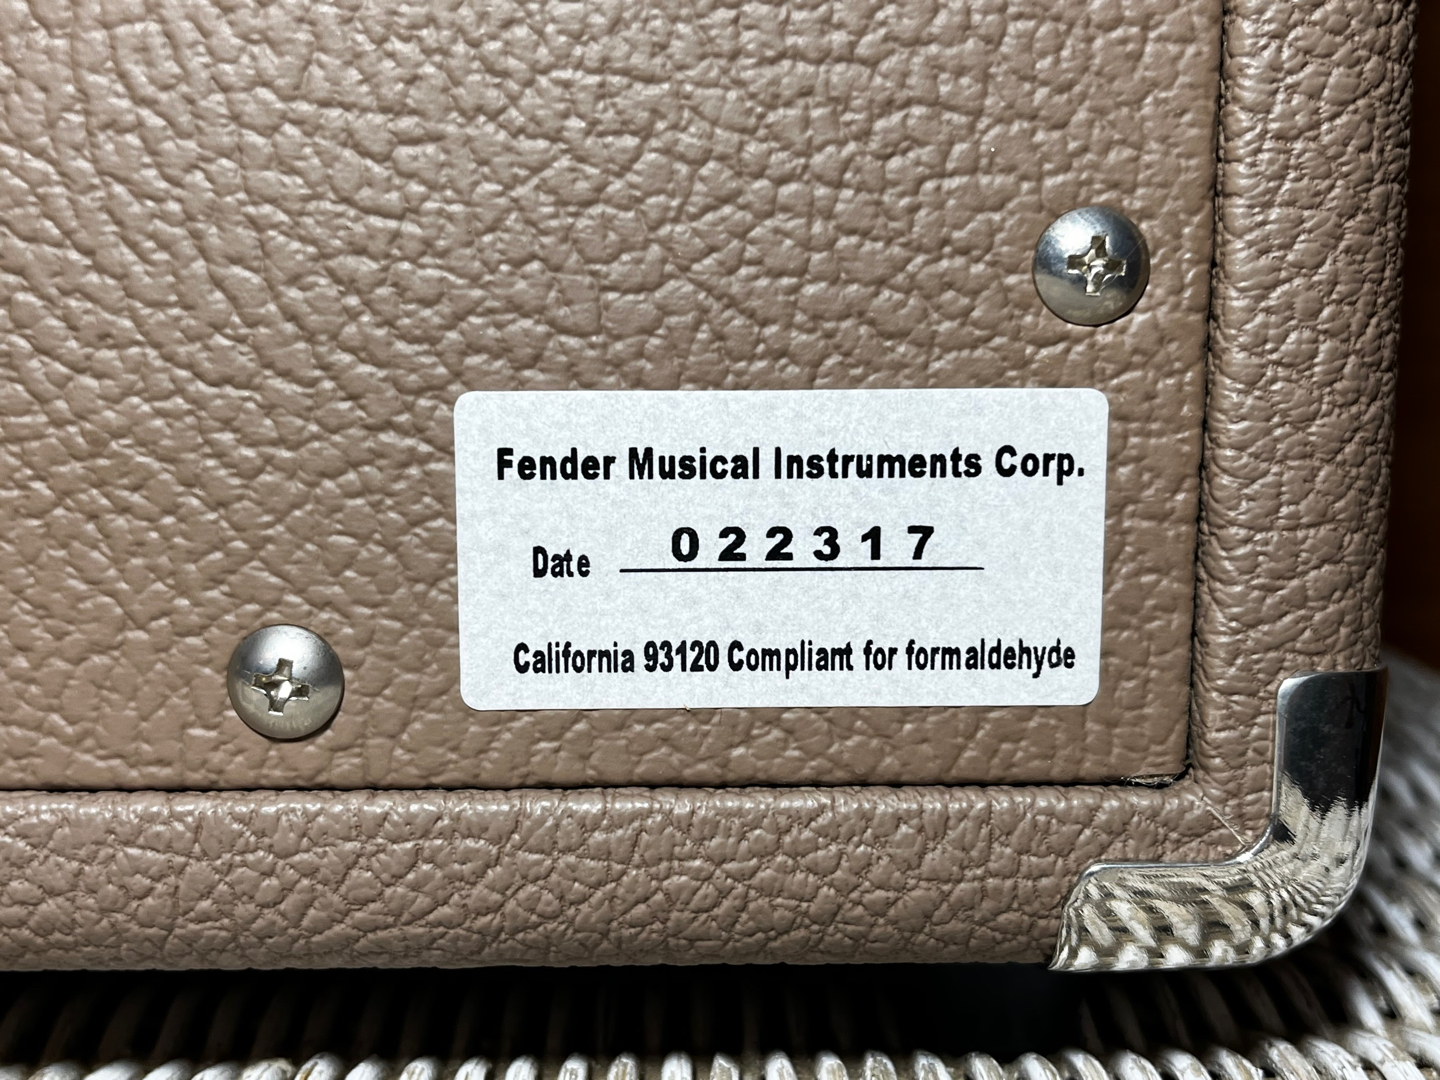 Fender Musical Instruments Corp.
Date 022317
California 93120 Compliant for formaldehyde